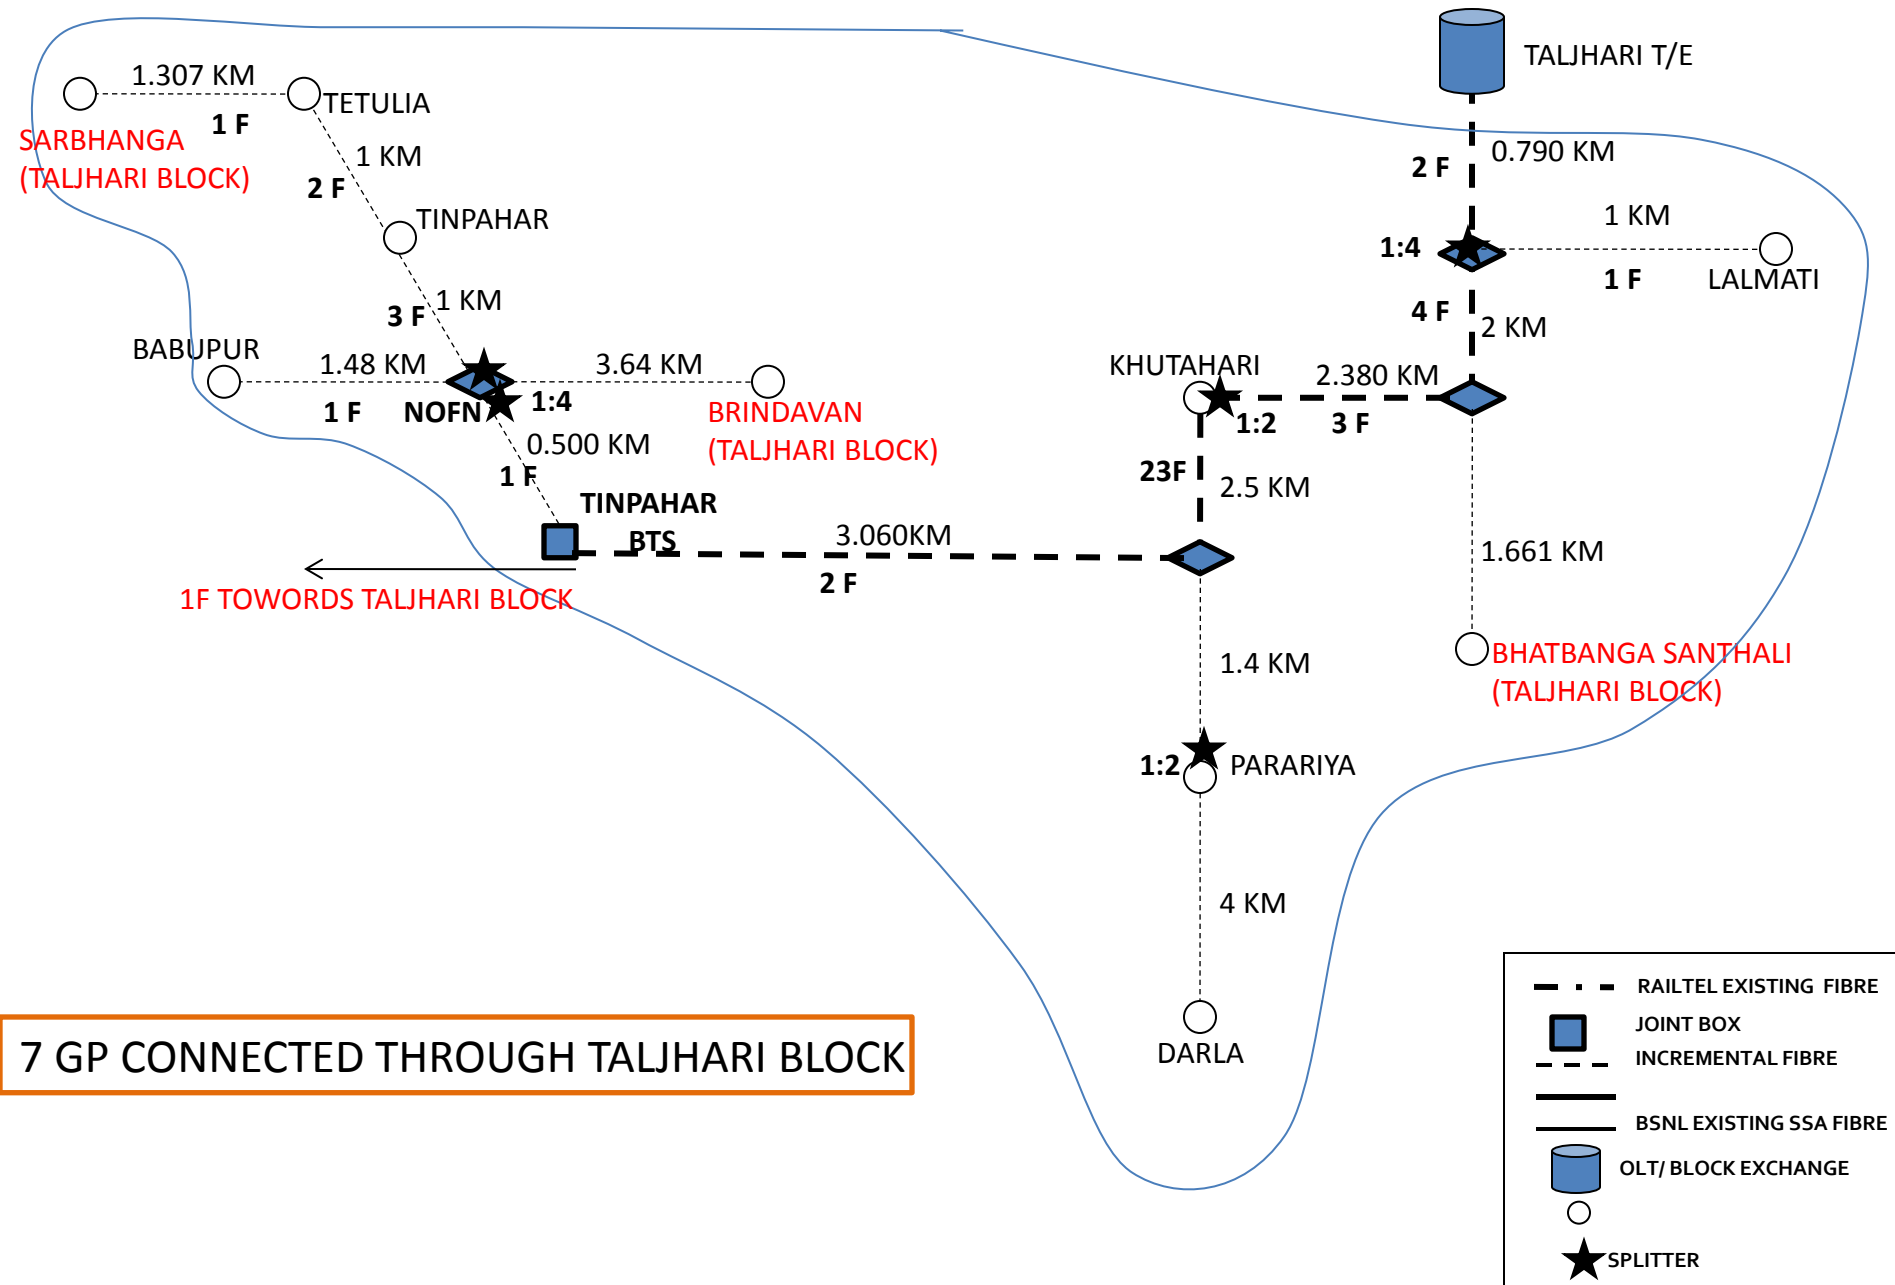 TALJHARI T/E
1.307 KM
TETULIA
1 F
SARBHANGA
(TALJHARI BLOCK)
1 KM
2 F
0.790 KM
2 F
TINPAHAR
1 KM
1:4
1 F
LALMATI
1 KM
3 F
4 F
2 KM
BABUPUR
1.48 KM
3.64 KM
KHUTAHARI
2.380 KM
1 F
NOFN
1:4
BRINDAVAN
(TALJHARI BLOCK)
1:2
3 F
0.500 KM
1 F
23F
2.5 KM
TINPAHAR
BTS
3.060KM
2 F
1.661 KM
1F TOWORDS TALJHARI BLOCK
1.4 KM
BHATBANGA SANTHALI
(TALJHARI BLOCK)
1:2
PARARIYA
4 KM
DARLA
7 GP CONNECTED THROUGH TALJHARI BLOCK
RAILTEL EXISTING FIBRE
JOINT BOX
INCREMENTAL FIBRE
BSNL EXISTING SSA FIBRE
OLT/ BLOCK EXCHANGE
SPLITTER